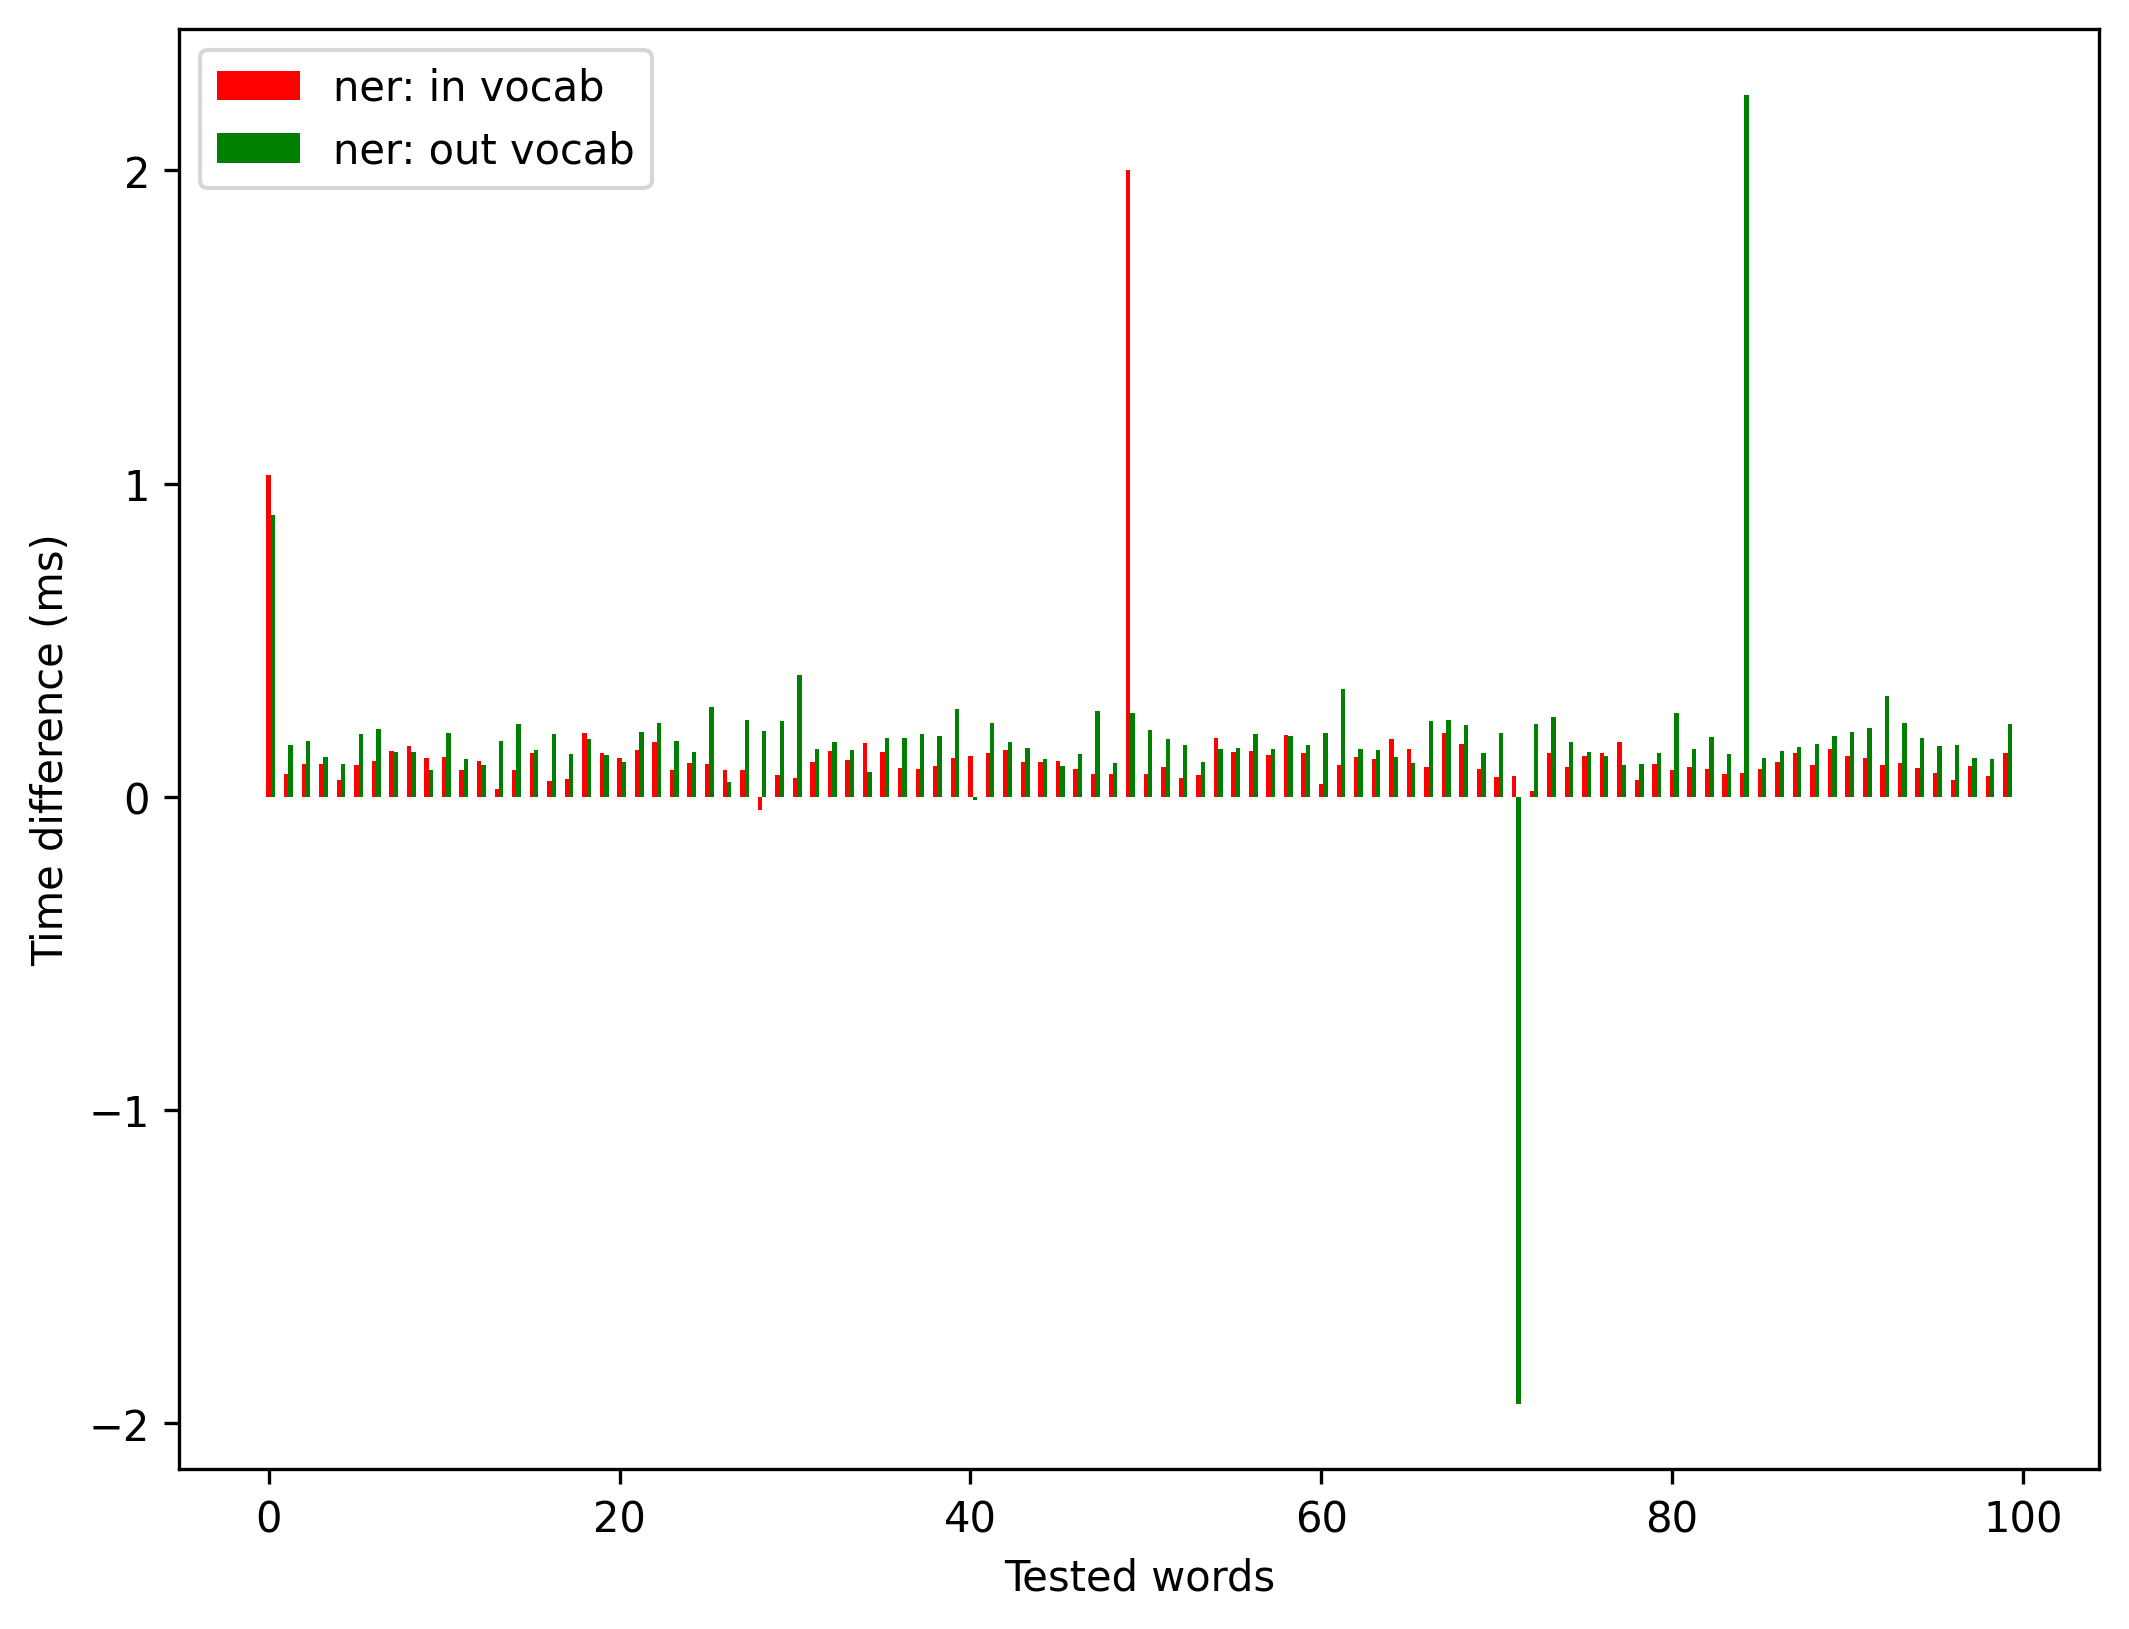 ner: in vocab
ner: out vocab
2
1
0
−1
−2
Time difference (ms)
0 20 40 60 80 100
Tested words